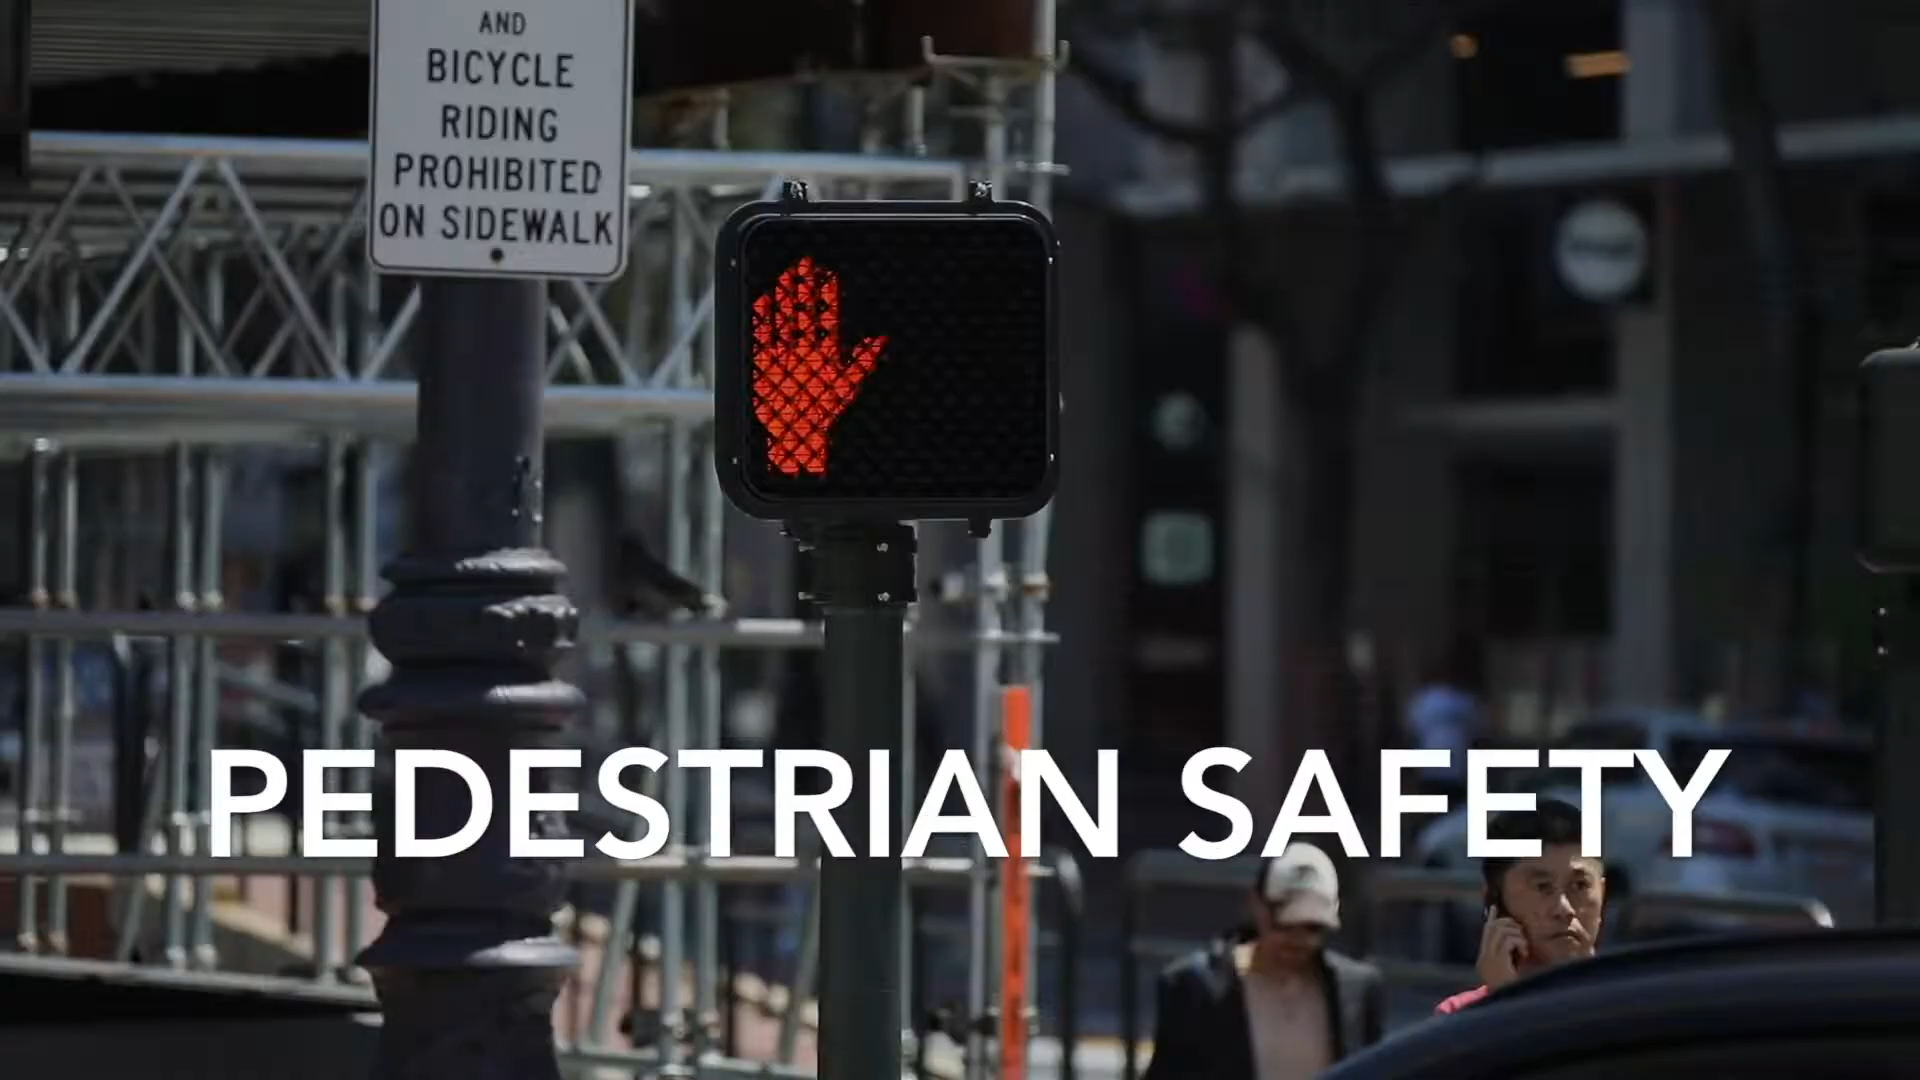 AND
BICYCLE
RIDING
PROHIBITED
ON SIDEWALK
PEDESTRIAN SAFETY